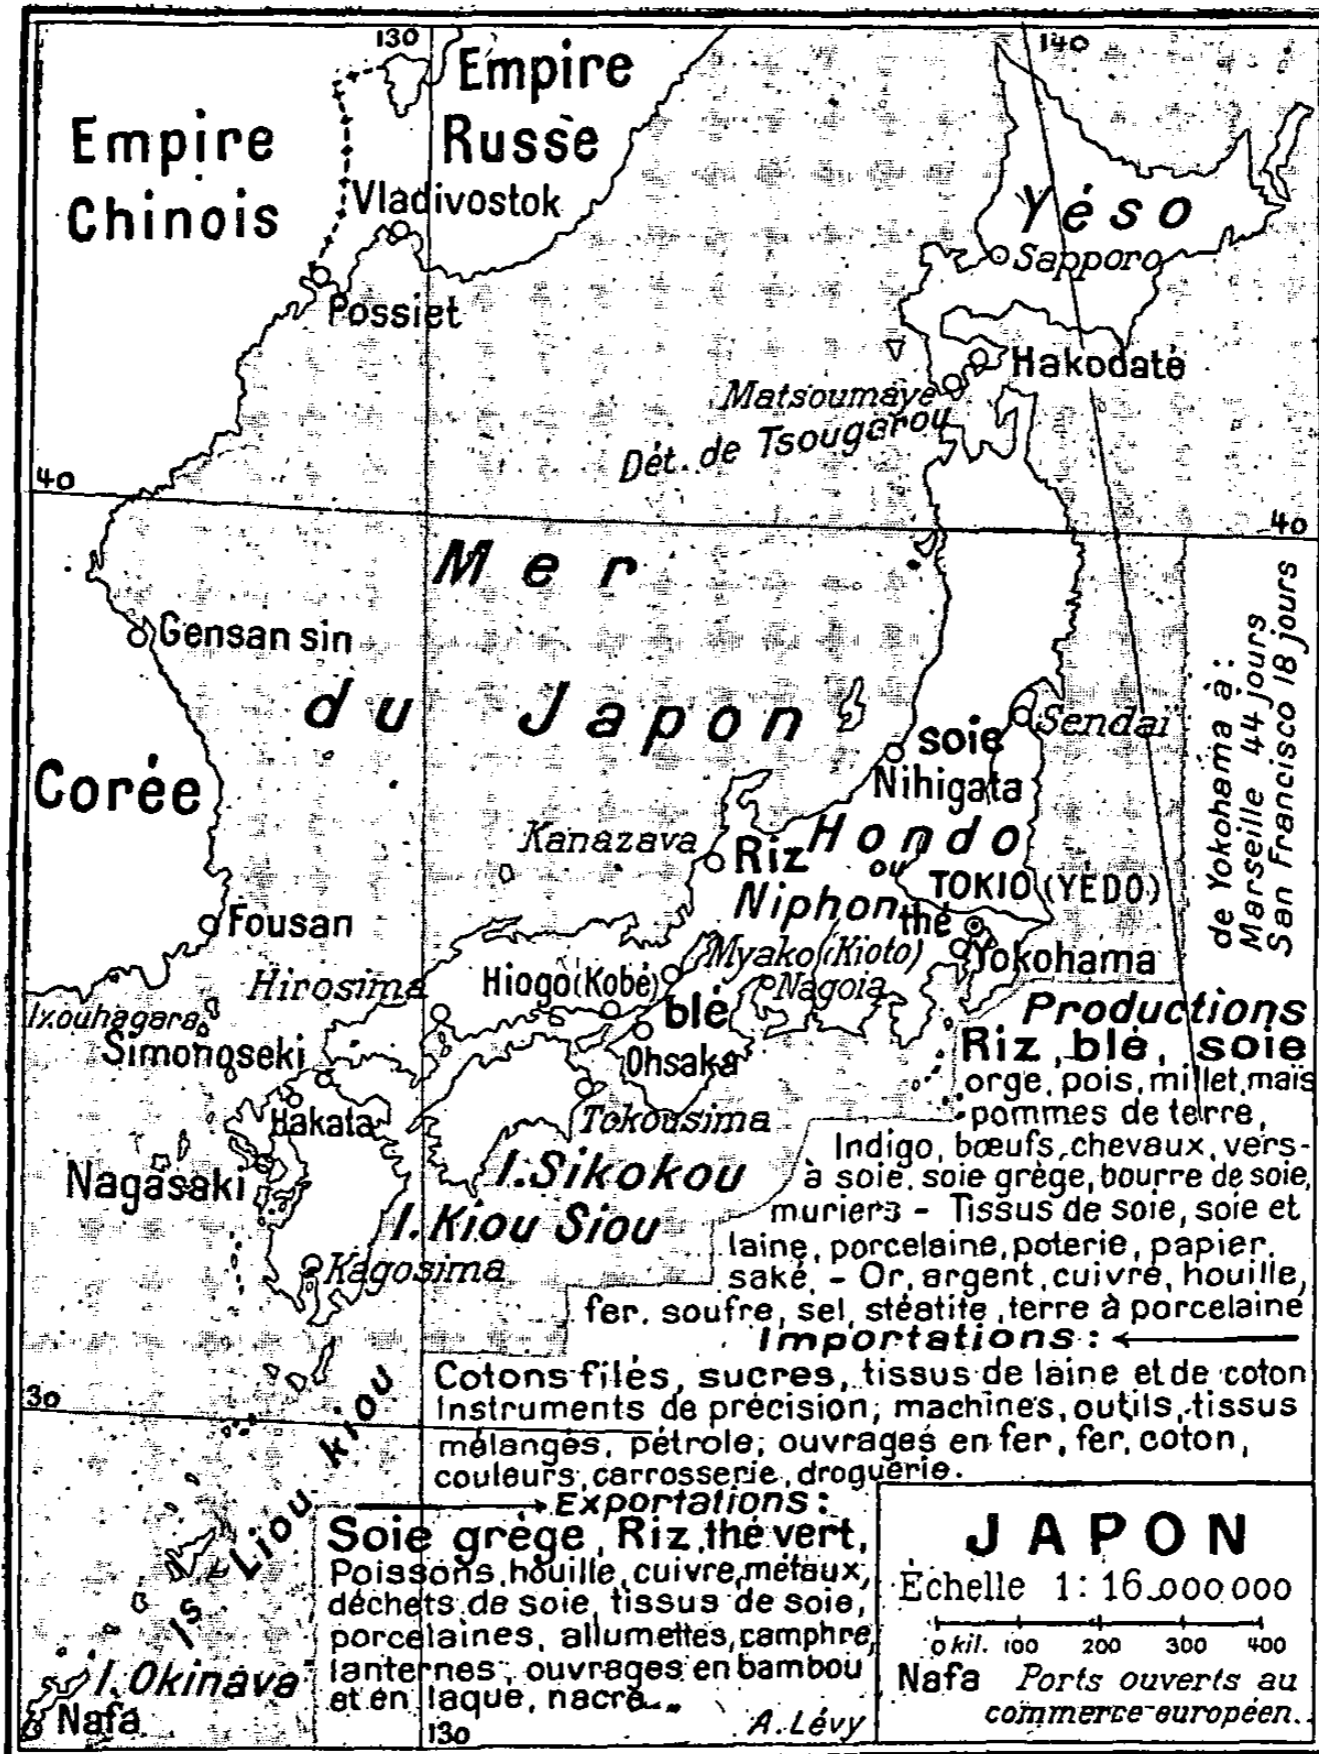 130
140
Empire
Russe
Empire
Chinois
Vladivostok
Possiet
Yéso
Sapporo
Hakodaté
Matsoumaye
Dét. de Tsougarou
40
40
Mer
du Japon
Gensan sin
Corée
Fousan
soie
Sendaï
Nihigata
Kanazava
Riz
Hondo
ou
Niphon
TOKIO (YÉDO)
thé
Yokohama
Myako (Kioto)
Nagoia
Hiogo (Kobé)
blé
Ohsaka
Hirosima
Simonoseki
Hakata
Nagasaki
Tokousima
I. Sikokou
I. Kiou Siou
Kagosima
de Yokohama à :
Marseille 44 jours
San Francisco 18 jours
Productions
Riz, blé, soie
orge, pois, millet, maïs
pommes de terre,
Indigo, bœufs, chevaux, vers-
à soie, soie grège, bourre de soie,
muriers - Tissus de soie, soie et
laine, porcelaine, poterie, papier.
saké. - Or, argent, cuivre, houille,
fer, soufre, sel, stéatite, terre à porcelaine
Importations :
Cotons filés, sucres, tissus de laine et de coton
Instruments de précision, machines, outils, tissus
mélangés, pétrole, ouvrages en fer, fer, coton,
couleurs, carrosserie, droguerie.
Exportations :
Soie grège, Riz, thé vert,
Poissons, houille, cuivre, métaux,
déchets de soie, tissus de soie,
porcelaines, allumettes, camphre,
lanternes, ouvrages en bambou
et en laque, nacre...
A. Lévy
30
Is Liou kiou
I. Okinava
Nafa
130
JAPON
Échelle 1:16.000000
0 kil. 100 200 300 400
Nafa Ports ouverts au
commerce européen.